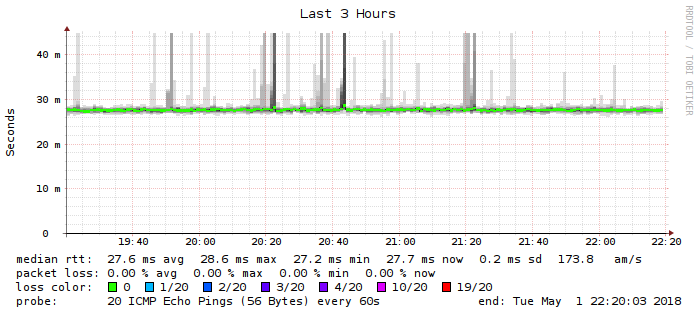 Last 3 Hours
RRDTOOL / TOBI OETIKER
Seconds
40 m
30 m
20 m
10 m
0
19:40 20:00 20:20 20:40 21:00 21:20 21:40 22:00 22:20
median rtt: 27.6 ms avg 28.6 ms max 27.2 ms min 27.7 ms now 0.2 ms sd 173.8 am/s
packet loss: 0.00 % avg 0.00 % max 0.00 % min 0.00 % now
loss color: 0 1/20 2/20 3/20 4/20 10/20 19/20
probe: 20 ICMP Echo Pings (56 Bytes) every 60s end: Tue May 1 22:20:03 2018